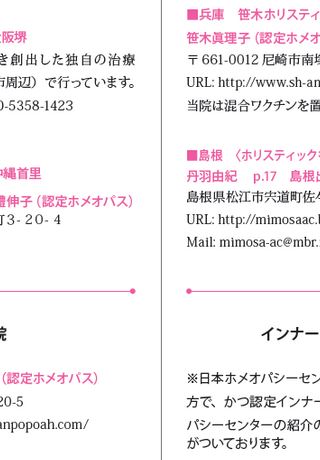 阪堺
き創出した独自の治療
市周辺）で行っています。
0-5358-1423
沖縄首里
豊伸子（認定ホメオパス）
町３- ２０- ４
院
（認定ホメオパス）
20-5
anpopoah.com/
■兵庫　笹木ホリスティ
笹木眞理子（認定ホメオ
〒661-0012 尼崎市南塚
URL: http://www.sh-an
当院は混合ワクチンを置
■島根　〈ホリスティック
丹羽由紀　p.17　島根
島根県松江市宍道町佐々
URL: http://mimosaac.b
Mail: mimosa-ac@mbr.n
インナー
※日本ホメオパシーセン
方で、かつ認定インナー
パシーセンターの紹介の
がついております。